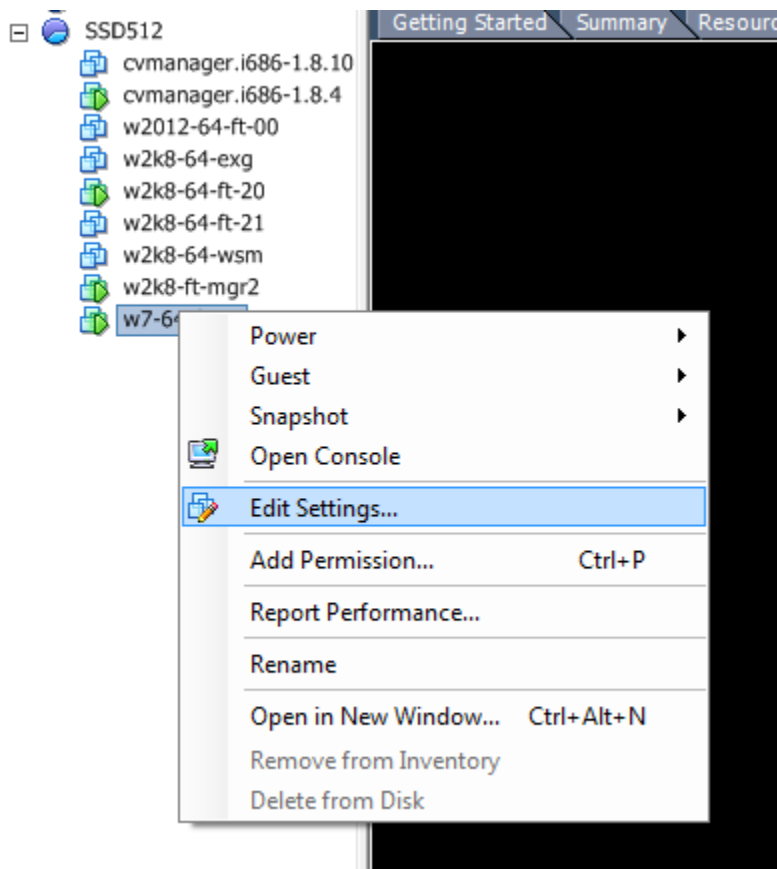 SSD512
cvmanager.i686-1.8.10
cvmanager.i686-1.8.4
w2012-64-ft-00
w2k8-64-exg
w2k8-64-ft-20
w2k8-64-ft-21
w2k8-64-wsm
w2k8-ft-mgr2
w7-64
Getting Started Summary Resourc
Power
Guest
Snapshot
Open Console
Edit Settings...
Add Permission... Ctrl+P
Report Performance...
Rename
Open in New Window... Ctrl+Alt+N
Remove from Inventory
Delete from Disk